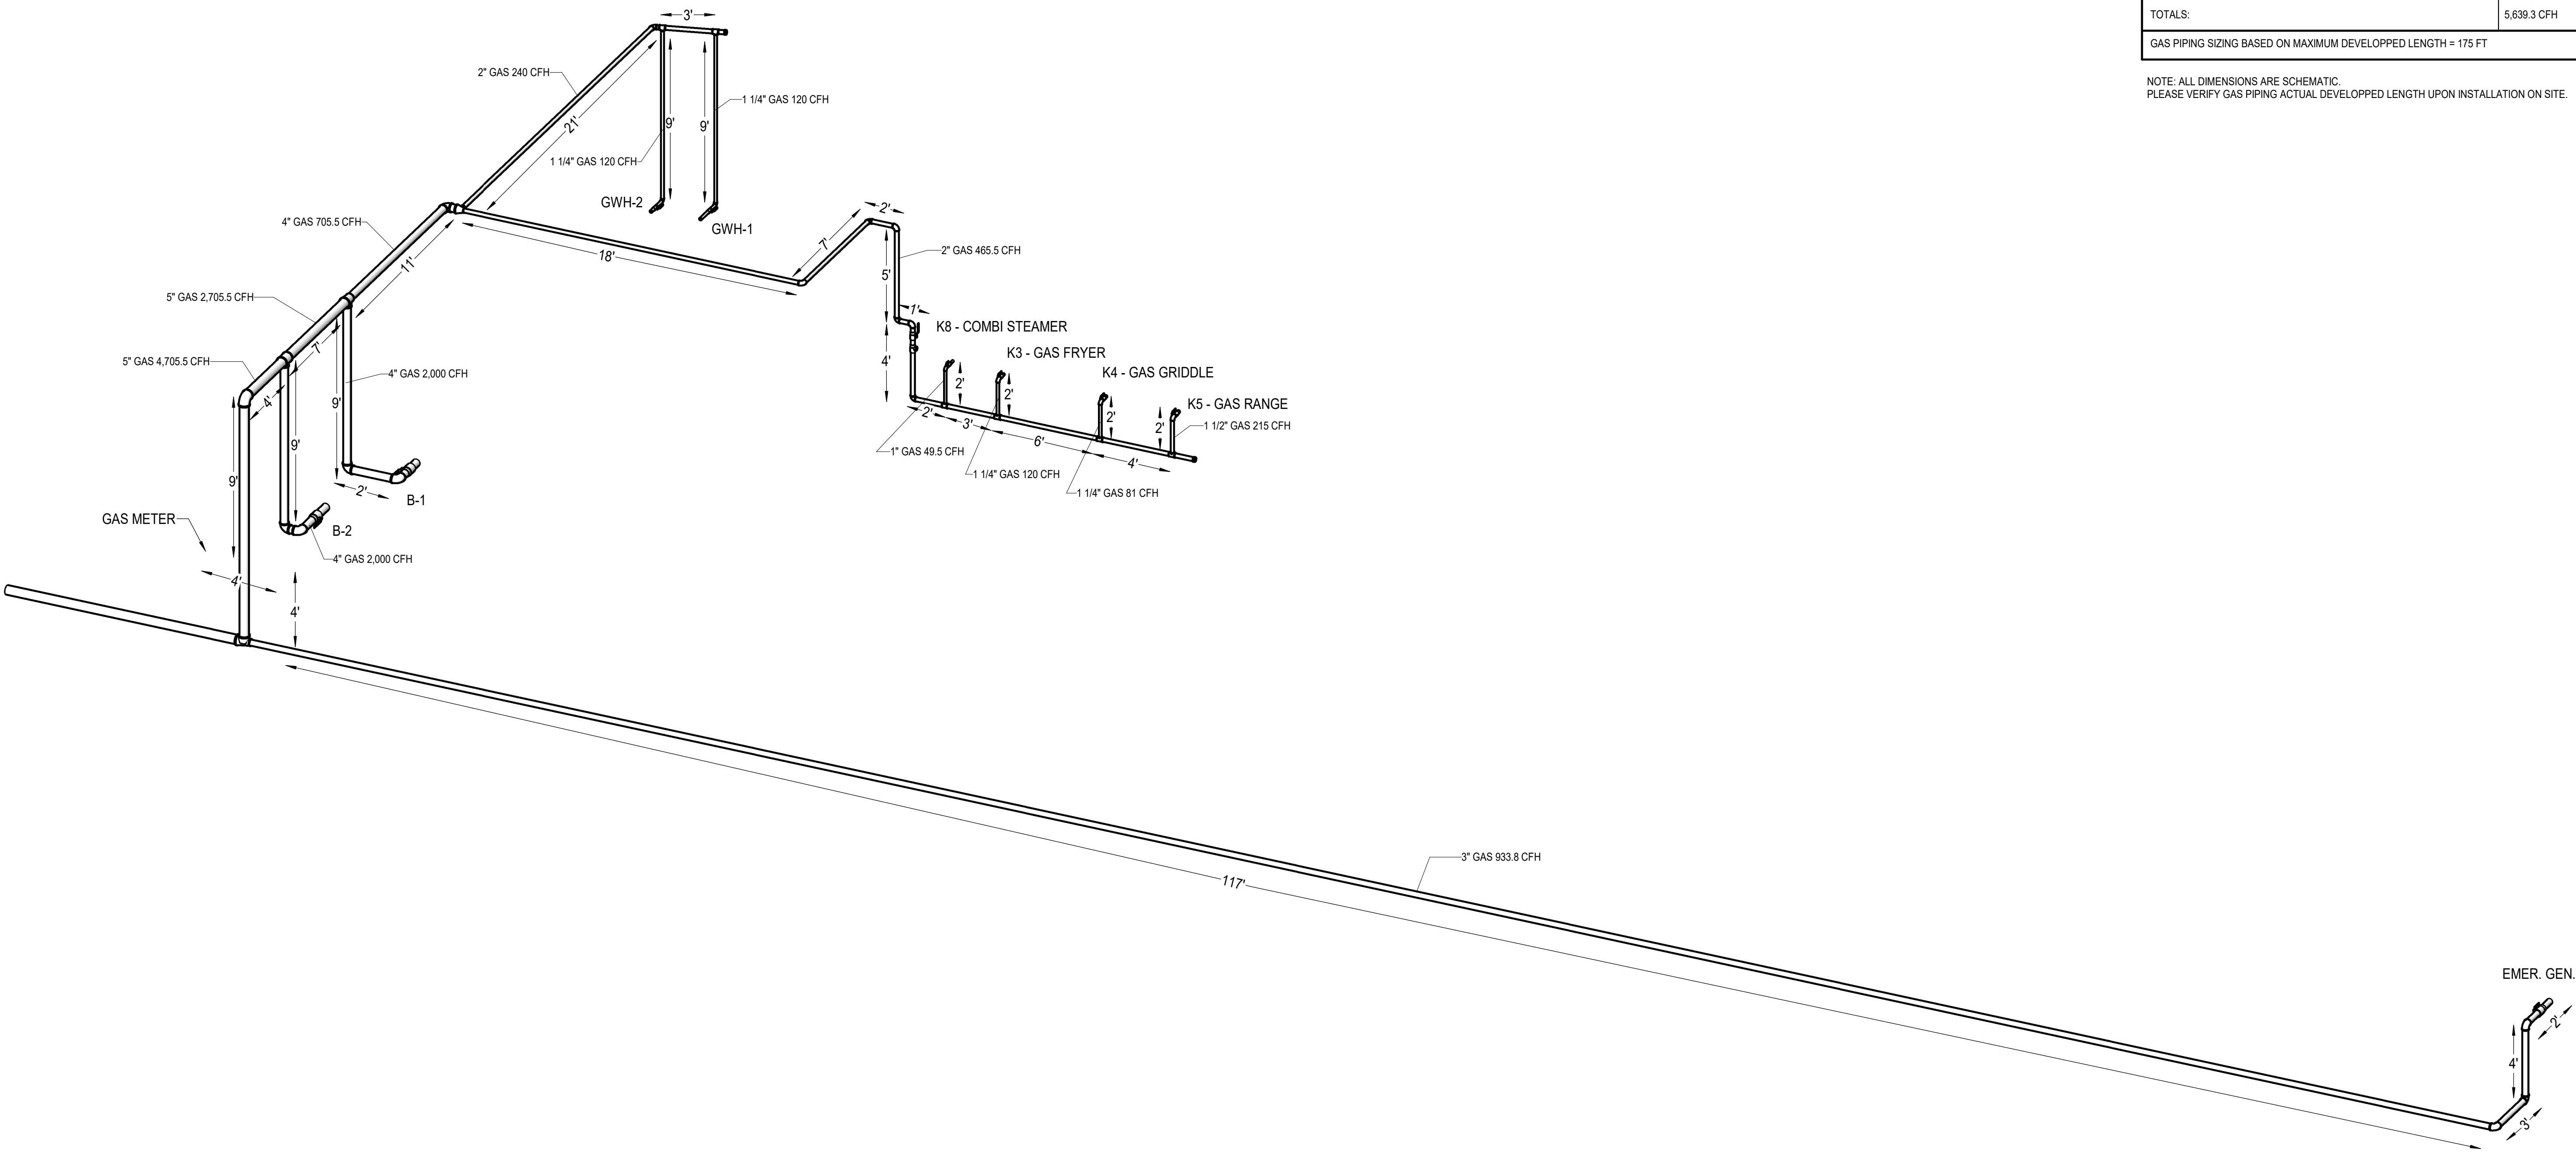 TOTALS:
5,639.3 CFH
GAS PIPING SIZING BASED ON MAXIMUM DEVELOPPED LENGTH = 175 FT
NOTE: ALL DIMENSIONS ARE SCHEMATIC.
PLEASE VERIFY GAS PIPING ACTUAL DEVELOPPED LENGTH UPON INSTALLATION ON SITE.
3'
2" GAS 240 CFH
1 1/4" GAS 120 CFH
21'
9'
9'
1 1/4" GAS 120 CFH
GWH-2
GWH-1
4" GAS 705.5 CFH
2'
7'
2" GAS 465.5 CFH
18'
11'
5'
5" GAS 2,705.5 CFH
1'
K8 - COMBI STEAMER
7'
K3 - GAS FRYER
5" GAS 4,705.5 CFH
4'
4" GAS 2,000 CFH
K4 - GAS GRIDDLE
2'
2'
4'
9'
K5 - GAS RANGE
2'
2'
2'
3'
1 1/2" GAS 215 CFH
9'
6'
1" GAS 49.5 CFH
4'
1 1/4" GAS 120 CFH
9'
2'
1 1/4" GAS 81 CFH
B-1
GAS METER
B-2
4" GAS 2,000 CFH
4'
4'
3" GAS 933.8 CFH
117'
EMER. GEN.
2'
4'
3'